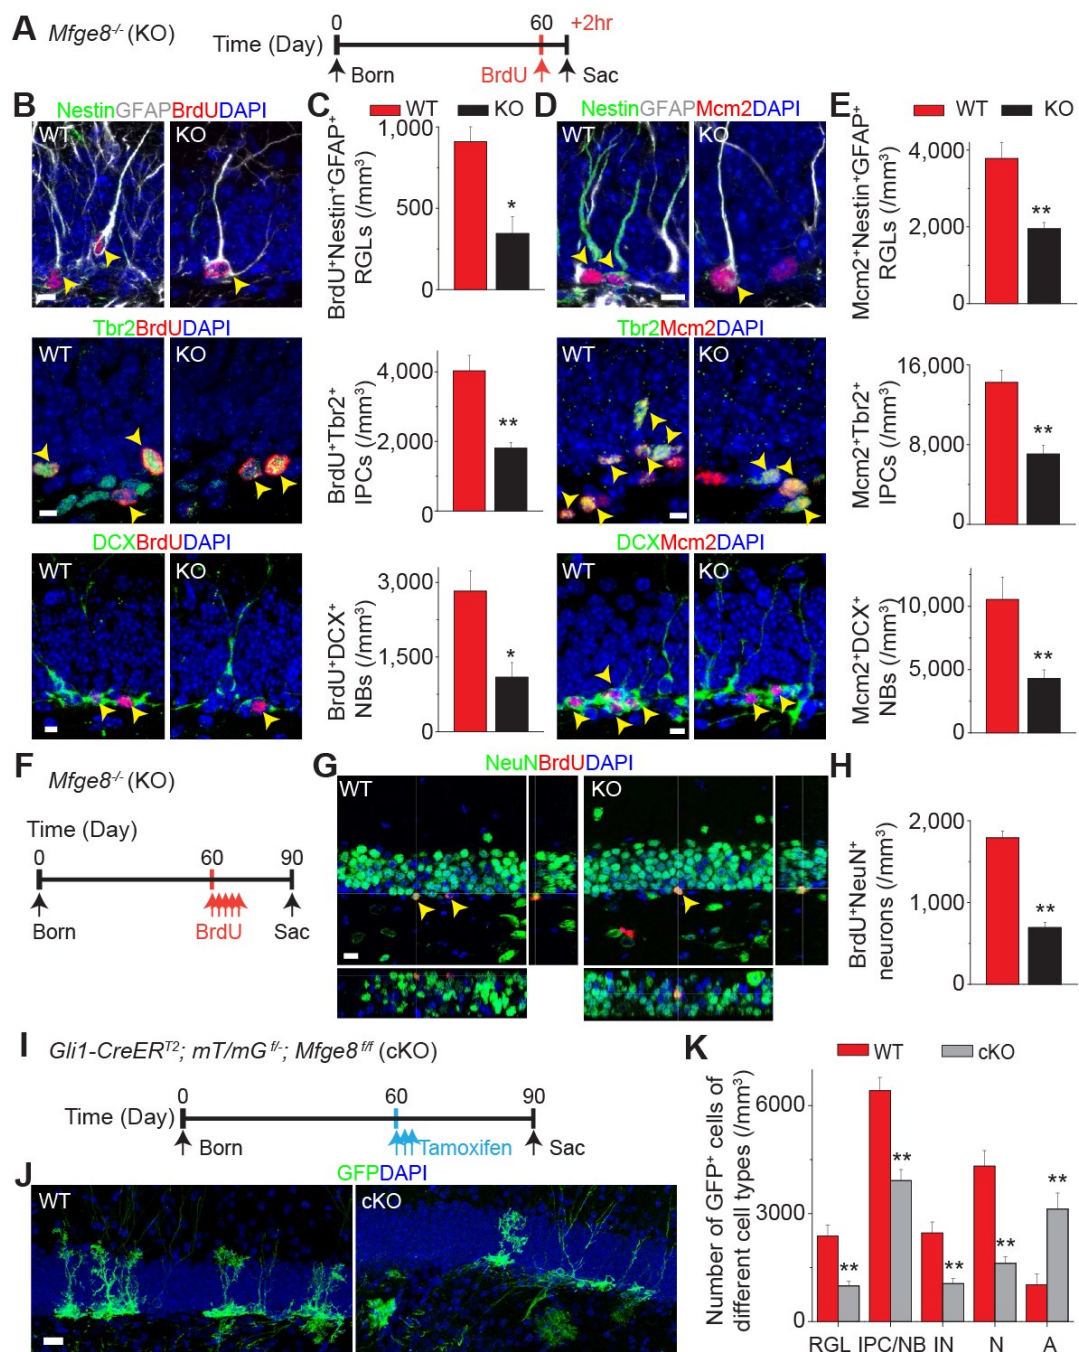 A Mfge8-/- (KO)
Time (Day)
0 60 +2hr
Born BrdU Sac
B NestinGFAPBrdUDAPI
WT KO
Tbr2BrdUDAPI
WT KO
DCXBrdUDAPI
WT KO
C WT KO
BrdU+Nestin+GFAP+
RGLs (/mm3)
1,000
500
0
*
BrdU+Tbr2+
IPCs (/mm3)
4,000
2,000
0
**
BrdU+DCX+
NBs (/mm3)
3,000
1,500
0
*
D NestinGFAPMcm2DAPI
WT KO
Tbr2Mcm2DAPI
WT KO
DCXMcm2DAPI
WT KO
E WT KO
Mcm2+Nestin+GFAP+
RGLs (/mm3)
4,000
2,000
0
**
Mcm2+Tbr2+
IPCs (/mm3)
16,000
8,000
0
**
Mcm2+DCX+
NBs (/mm3)
10,000
5,000
0
**
F Mfge8-/- (KO)
Time (Day)
0 60 90
Born BrdU Sac
G NeuNBrdUDAPI
WT KO
H
BrdU+NeuN+
neurons (/mm3)
2,000
1,000
0
**
I Gli1-CreERT2; mT/mG f/-; Mfge8 f/f (cKO)
Time (Day)
0 60 90
Born Tamoxifen Sac
J GFPDAPI
WT cKO
K WT cKO
Number of GFP+ cells of
different cell types (/mm3)
6000
3000
0
** ** ** ** **
RGL IPC/NB IN N A